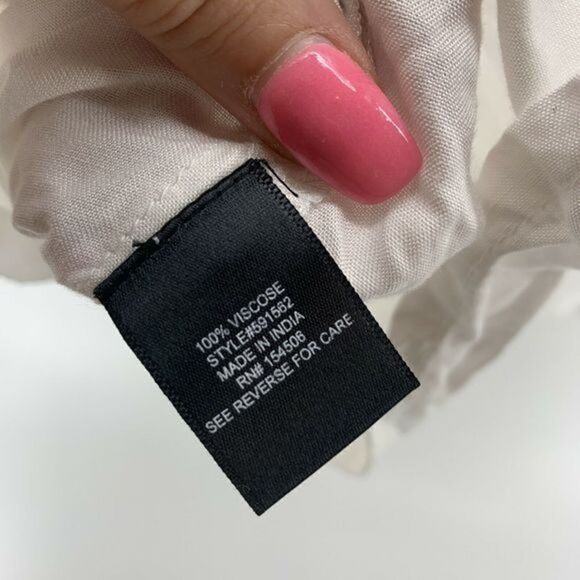 100% VISCOSE
STYLE#591562
MADE IN INDIA
RN# 154506
SEE REVERSE FOR CARE